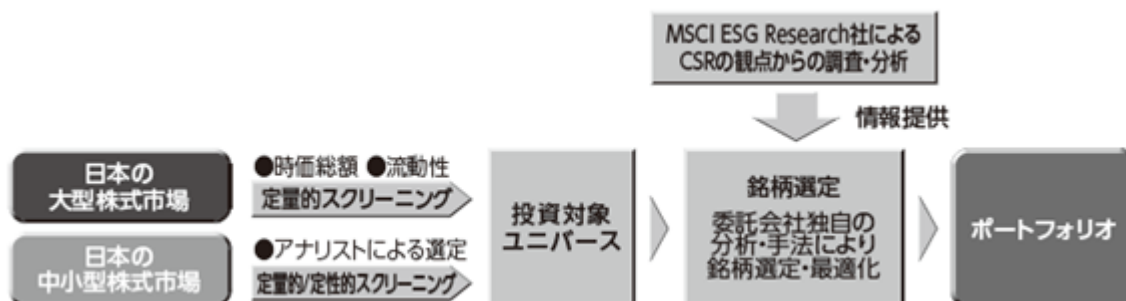 MSCI ESG Research社による
CSRの観点からの調査・分析
情報提供
日本の
大型株式市場
●時価総額 ●流動性
定量的スクリーニング
日本の
中小型株式市場
●アナリストによる選定
定量的/定性的スクリーニング
投資対象
ユニバース
銘柄選定
委託会社独自の
分析・手法により
銘柄選定・最適化
ポートフォリオ